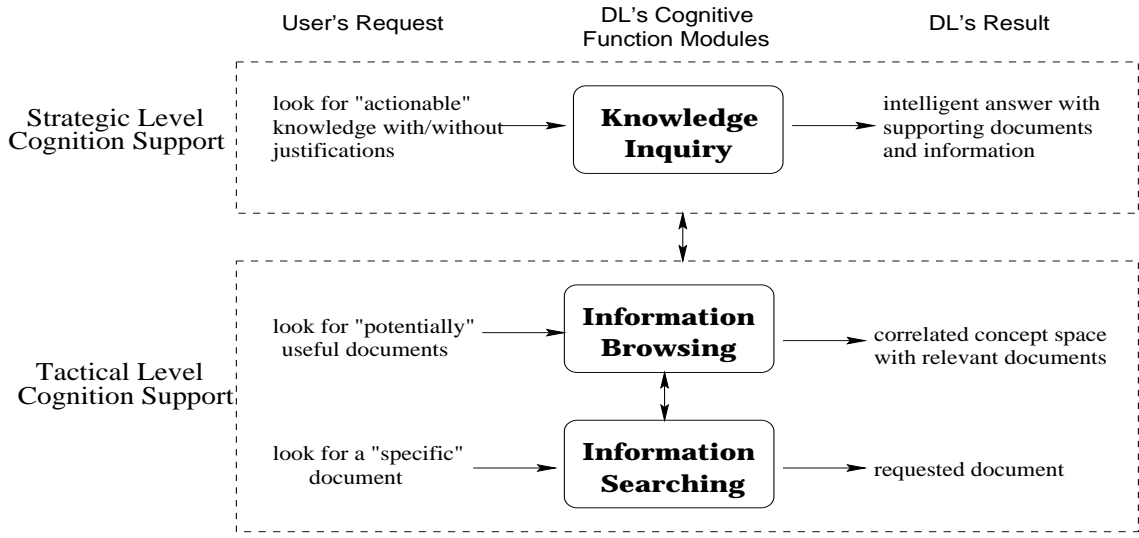 User's Request
DL's Cognitive
Function Modules
DL's Result
Strategic Level
Cognition Support
look for "actionable"
knowledge with/without
justifications
Knowledge
Inquiry
intelligent answer with
supporting documents
and information
Tactical Level
Cognition Support
look for "potentially"
useful documents
Information
Browsing
correlated concept space
with relevant documents
look for a "specific"
document
Information
Searching
requested document